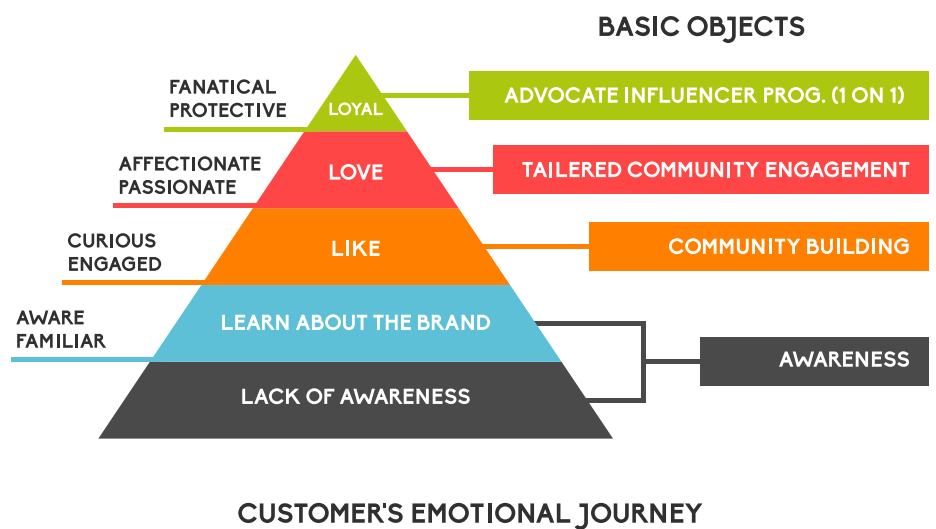 BASIC OBJECTS
FANATICAL
PROTECTIVE
LOYAL
ADVOCATE INFLUENCER PROG. (1 ON 1)
AFFECTIONATE
PASSIONATE
LOVE
TAILERED COMMUNITY ENGAGEMENT
CURIOUS
ENGAGED
LIKE
COMMUNITY BUILDING
AWARE
FAMILIAR
LEARN ABOUT THE BRAND
AWARENESS
LACK OF AWARENESS
CUSTOMER'S EMOTIONAL JOURNEY